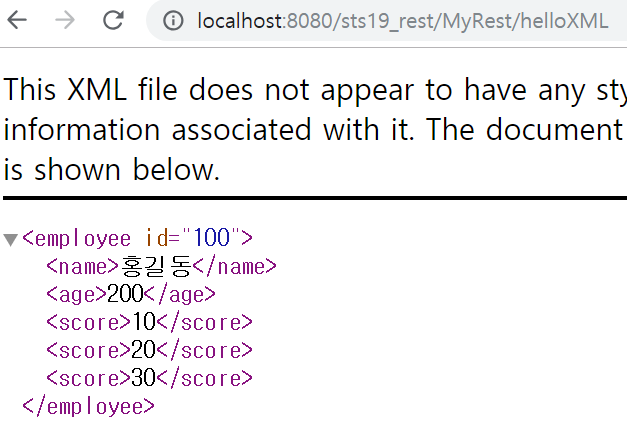 localhost:8080/sts19_rest/MyRest/helloXML
This XML file does not appear to have any sty
information associated with it. The document
is shown below.
<employee id="100">
<name>홍길동</name>
<age>200</age>
<score>10</score>
<score>20</score>
<score>30</score>
</employee>